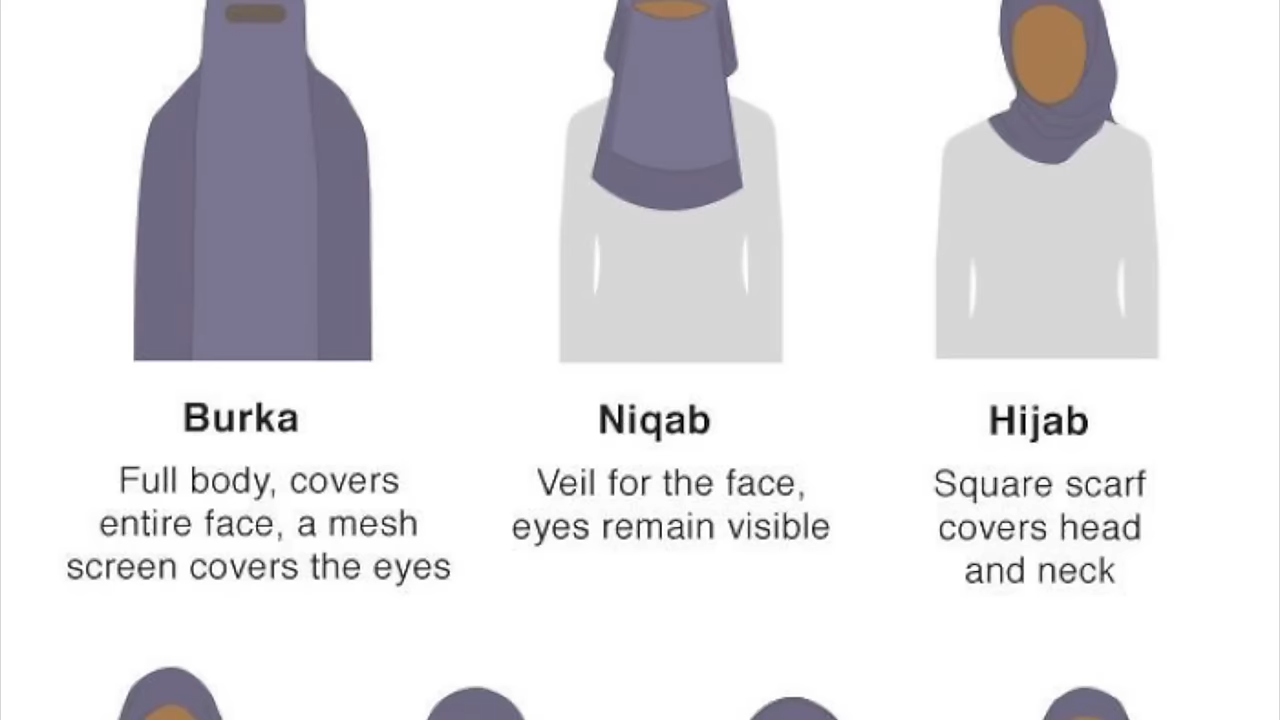 Burka
Full body, covers
entire face, a mesh
screen covers the eyes
Niqab
Veil for the face,
eyes remain visible
Hijab
Square scarf
covers head
and neck